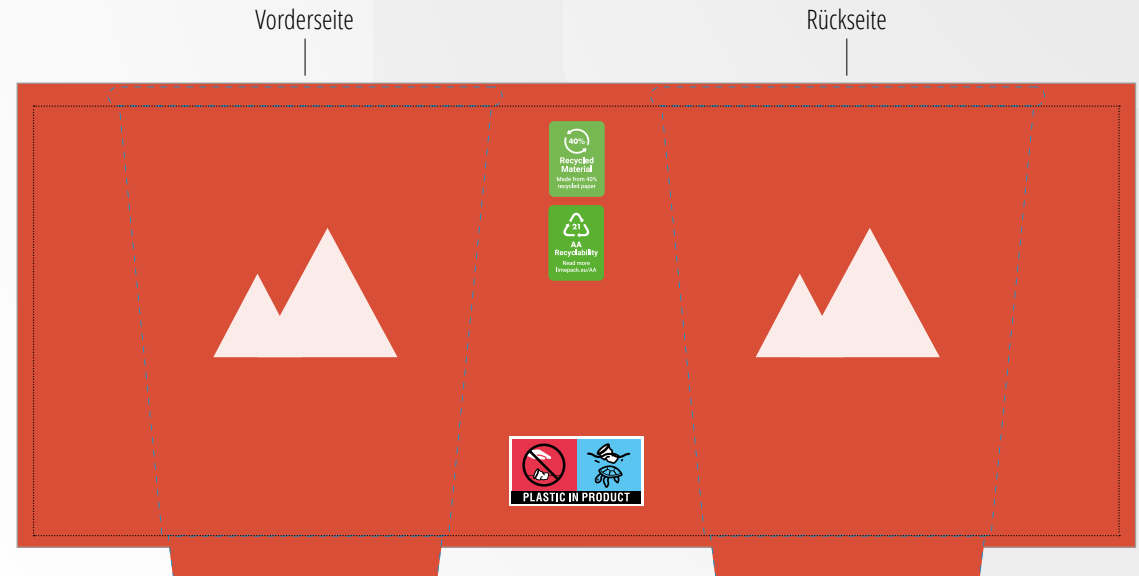 Vorderseite
Rückseite
40%
Recycled
Material
Made from 40%
recycled paper
21
AA
Recyclability
Read more
limepack.eu/AA
PLASTIC IN PRODUCT